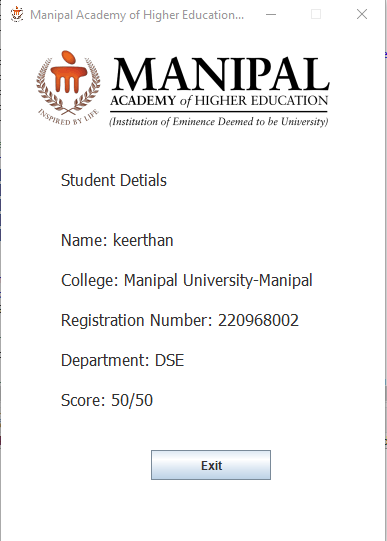 Manipal Academy of Higher Education...
MANIPAL
ACADEMY of HIGHER EDUCATION
(Institution of Eminence Deemed to be University)
INSPIRED BY LIFE
Student Detials
Name: keerthan
College: Manipal University-Manipal
Registration Number: 220968002
Department: DSE
Score: 50/50
Exit